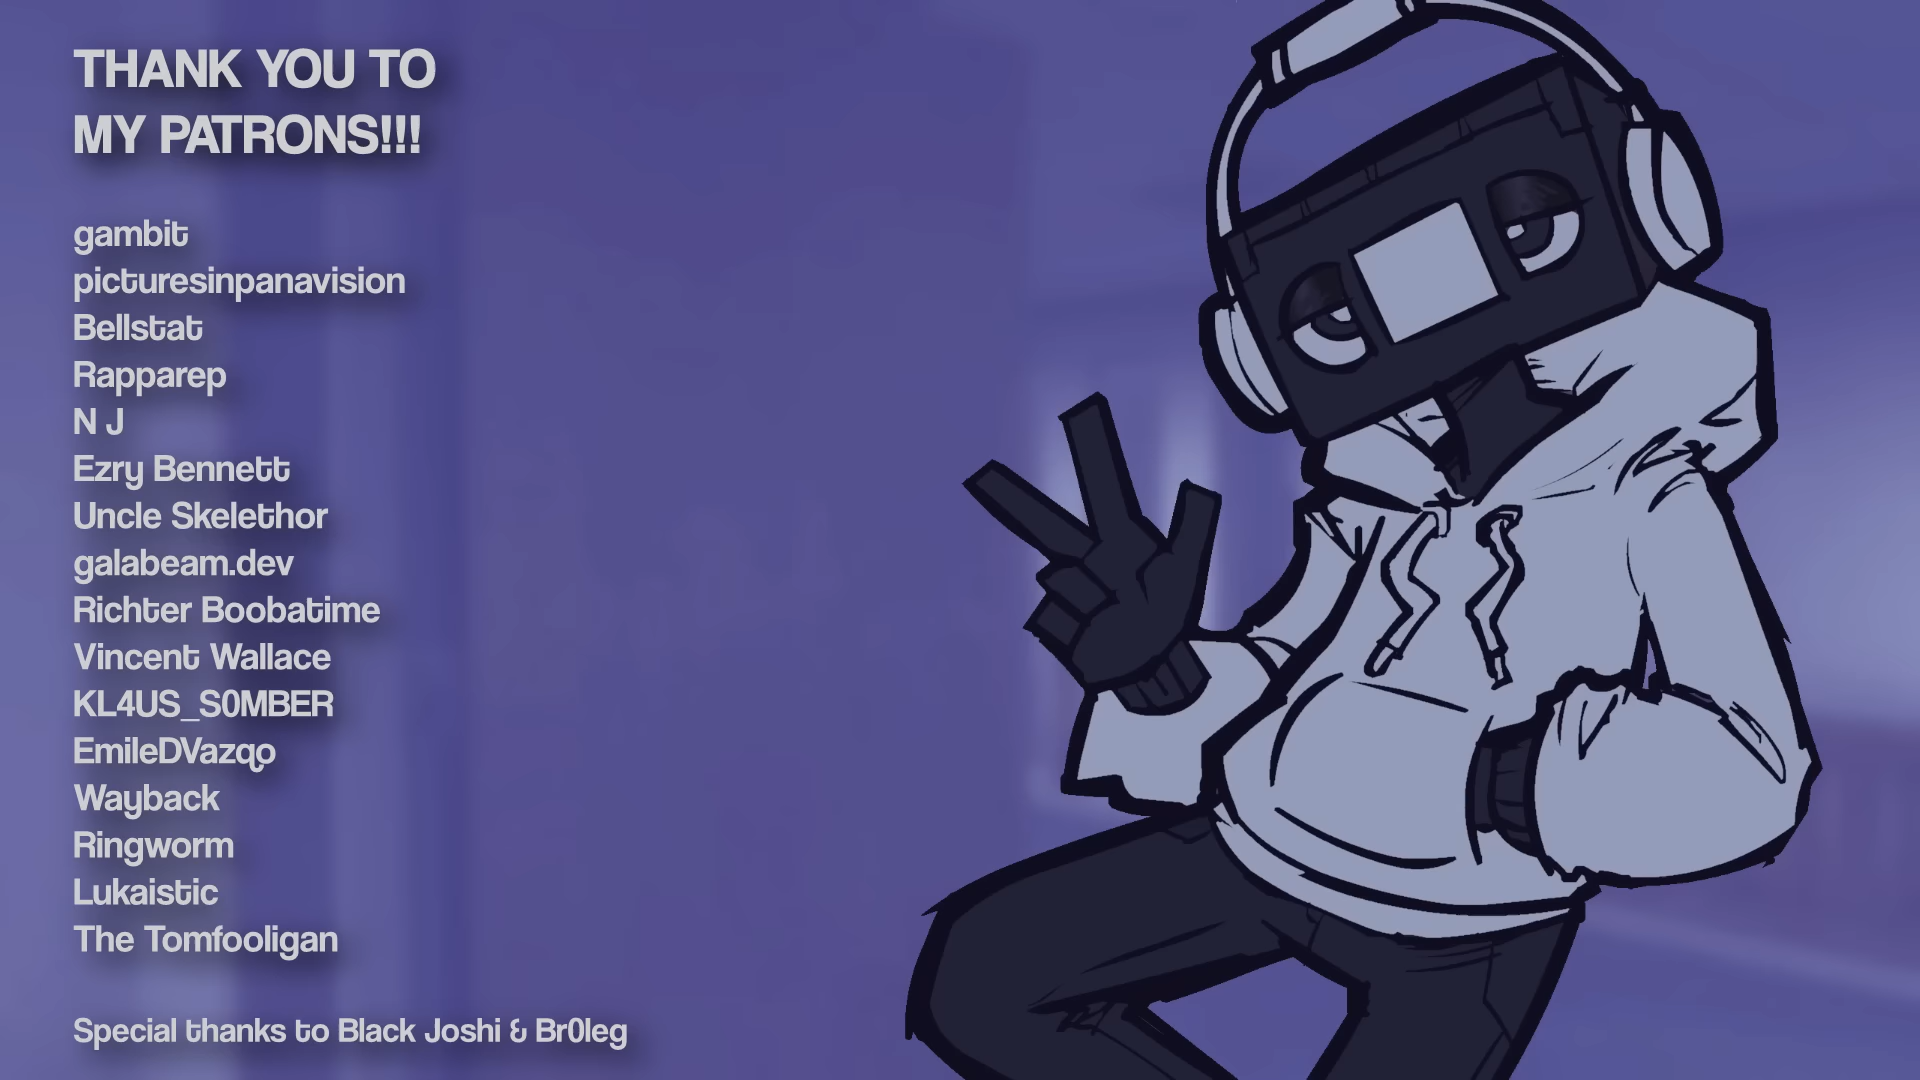 THANK YOU TO
MY PATRONS!!!
gambit
picturesinpanavision
Bellstat
Rapparep
N J
Ezry Bennett
Uncle Skelethor
galabeam.dev
Richter Boobatime
Vincent Wallace
KL4US_S0MBER
EmileDVazqo
Wayback
Ringworm
Lukaistic
The Tomfooligan
Special thanks to Black Joshi & Br0leg